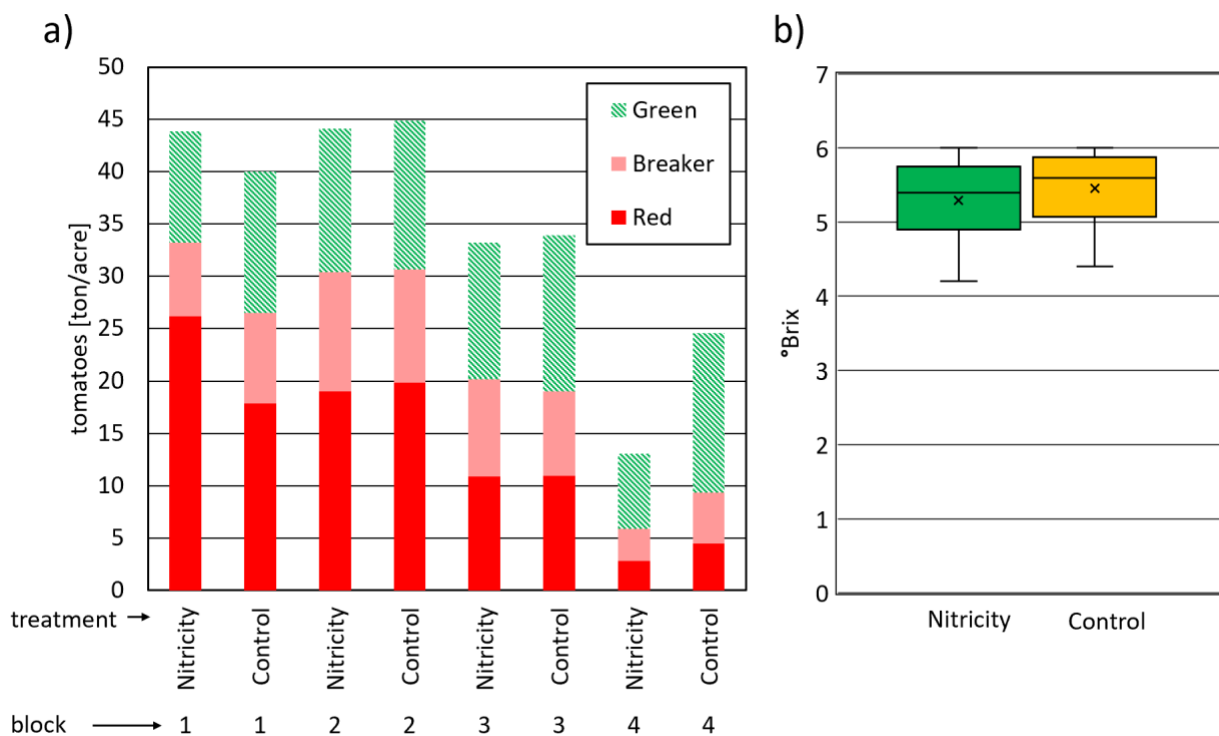 a)
tomatoes [ton/acre]
50
45
40
35
30
25
20
15
10
5
0
Green
Breaker
Red
treatment
Nitricity
Control
Nitricity
Control
Nitricity
Control
Nitricity
Control
block
1 1 2 2 3 3 4 4
b)
°Brix
7
6
5
4
3
2
1
0
Nitricity Control